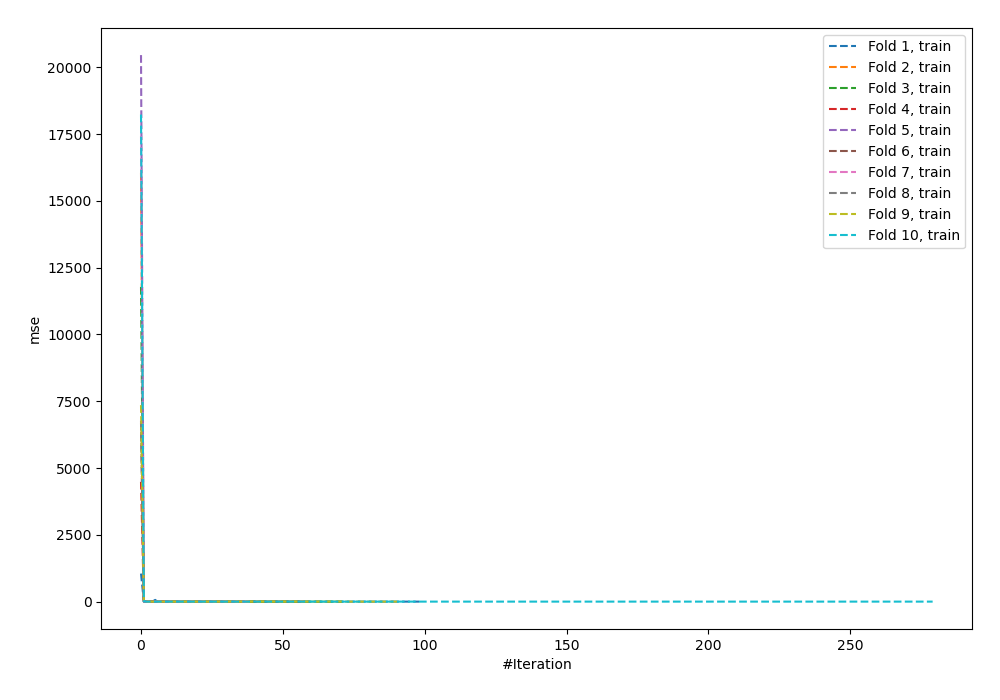 20000
17500
15000
12500
10000
7500
5000
2500
0
mse
0 50 100 150 200 250
#Iteration
Fold 1, train
Fold 2, train
Fold 3, train
Fold 4, train
Fold 5, train
Fold 6, train
Fold 7, train
Fold 8, train
Fold 9, train
Fold 10, train